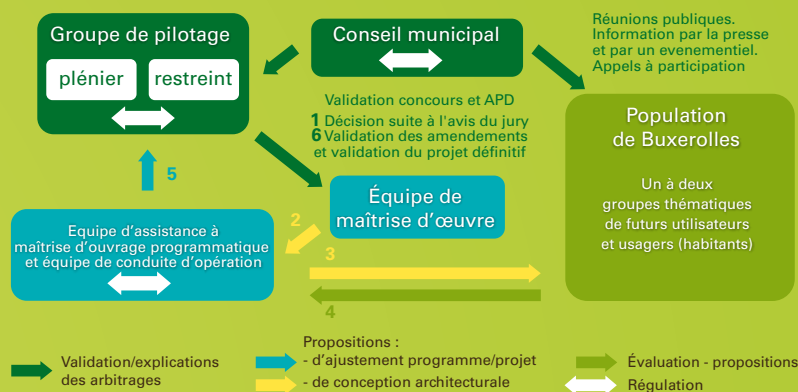 Groupe de pilotage
plénier
restreint
Conseil municipal
Réunions publiques.
Information par la presse
et par un evenementiel.
Appels à participation
Validation concours et APD
1 Décision suite à l'avis du jury
6 Validation des amendements
et validation du projet définitif
Population
de Buxerolles
Un à deux
groupes thématiques
de futurs utilisateurs
et usagers (habitants)
5
Équipe de
maîtrise d'œuvre
2
Equipe d'assistance à
maîtrise d'ouvrage programmatique
et équipe de conduite d'opération
3
4
Validation/explications
des arbitrages
Propositions :
- d'ajustement programme/projet
- de conception architecturale
Évaluation - propositions
Régulation